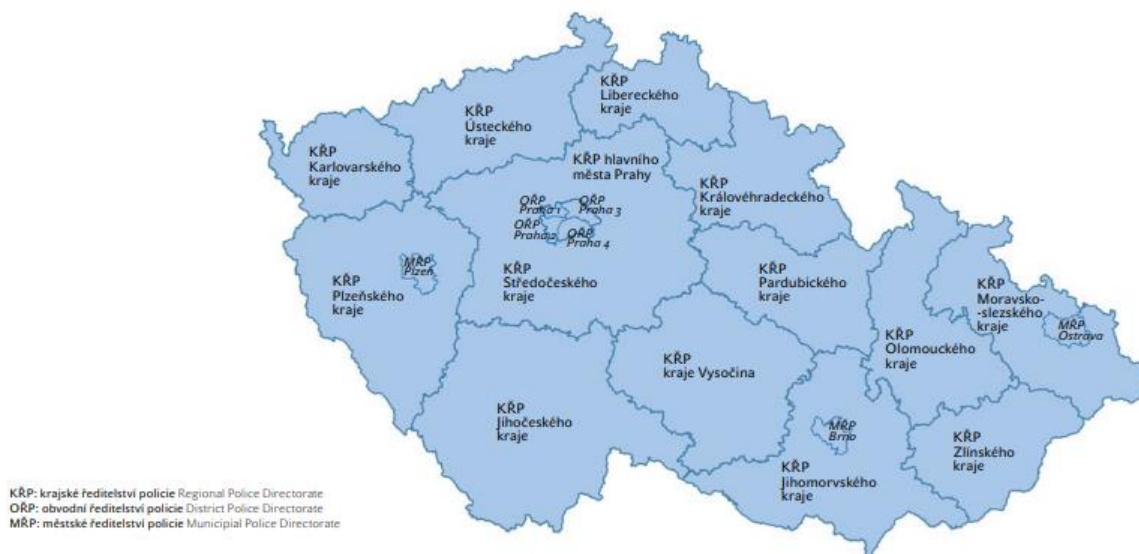 KŘP
Libereckého
kraje
KŘP
Ústeckého
kraje
KŘP
Karlovarského
kraje
KŘP hlavního
města Prahy
KŘP
Královéhradeckého
kraje
OŘP
Praha 1
OŘP
Praha 3
OŘP
Praha 2
OŘP
Praha 4
MŘP
Plzeň
KŘP
Plzeňského
kraje
KŘP
Středočeského
kraje
KŘP
Pardubického
kraje
KŘP
Moravsko-
-slezského
kraje
MŘP
Ostrava
KŘP
Olomouckého
kraje
KŘP
kraje Vysočina
KŘP
Jihočeského
kraje
MŘP
Brno
KŘP
Zlínského
kraje
KŘP
Jihomorvského
kraje
KŘP: krajské ředitelství policie Regional Police Directorate
OŘP: obvodní ředitelství policie District Police Directorate
MŘP: městské ředitelství policie Municipial Police Directorate